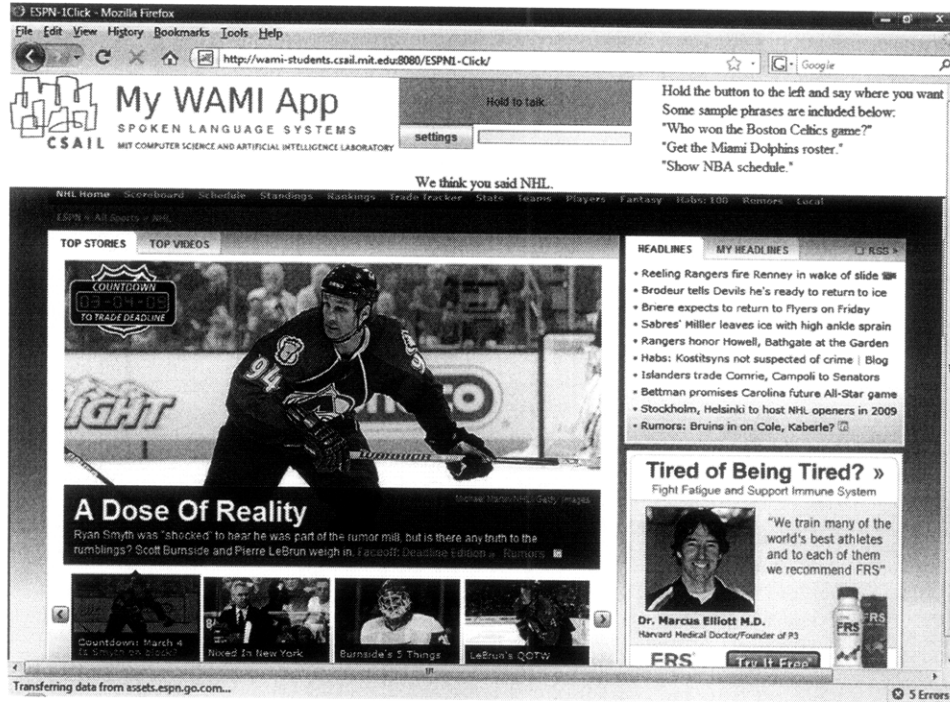 ESPN-1Click - Mozilla Firefox
File Edit View History Bookmarks Tools Help
http://wami-students.csail.mit.edu:8080/ESPN1-Click/
Google
CSAIL
My WAMI App
SPOKEN LANGUAGE SYSTEMS
MIT COMPUTER SCIENCE AND ARTIFICIAL INTELLIGENCE LABORATORY
Hold to talk
settings
Hold the button to the left and say where you want
Some sample phrases are included below:
"Who won the Boston Celtics game?"
"Get the Miami Dolphins roster."
"Show NBA schedule."
We think you said NHL.
NHL Home Scoreboard Schedule Standings Rankings Trade Tracker Stats Teams Players Fantasy Habs: 100 Rumors Local
ESPN » All Sports » NHL
TOP STORIES TOP VIDEOS
COUNTDOWN
03-04-09
TO TRADE DEADLINE
94
WARRIOR
A Dose Of Reality
Ryan Smyth was "shocked" to hear he was part of the rumor mill, but is there any truth to the
rumblings? Scott Burnside and Pierre LeBrun weigh in. Faceoff: Deadline Edition » Rumors
Countdown: March 4
Is Smyth on block?
Nixed In New York
Burnside's 5 Things
LeBrun's QOTW
HEADLINES MY HEADLINES RSS »
• Reeling Rangers fire Renney in wake of slide
• Brodeur tells Devils he's ready to return to ice
• Briere expects to return to Flyers on Friday
• Sabres' Milller leaves ice with high ankle sprain
• Rangers honor Howell, Bathgate at the Garden
• Habs: Kostitsyns not suspected of crime | Blog
• Islanders trade Comrie, Campoli to Senators
• Bettman promises Carolina future All-Star game
• Stockholm, Helsinki to host NHL openers in 2009
• Rumors: Bruins in on Cole, Kaberle?
Tired of Being Tired? »
Fight Fatigue and Support Immune System
"We train many of the
world's best athletes
and to each of them
we recommend FRS"
Dr. Marcus Elliott M.D.
Harvard Medical Doctor/Founder of P3
FRS
FRS
FRS
Try It Free
Transferring data from assets.espn.go.com...
5 Errors